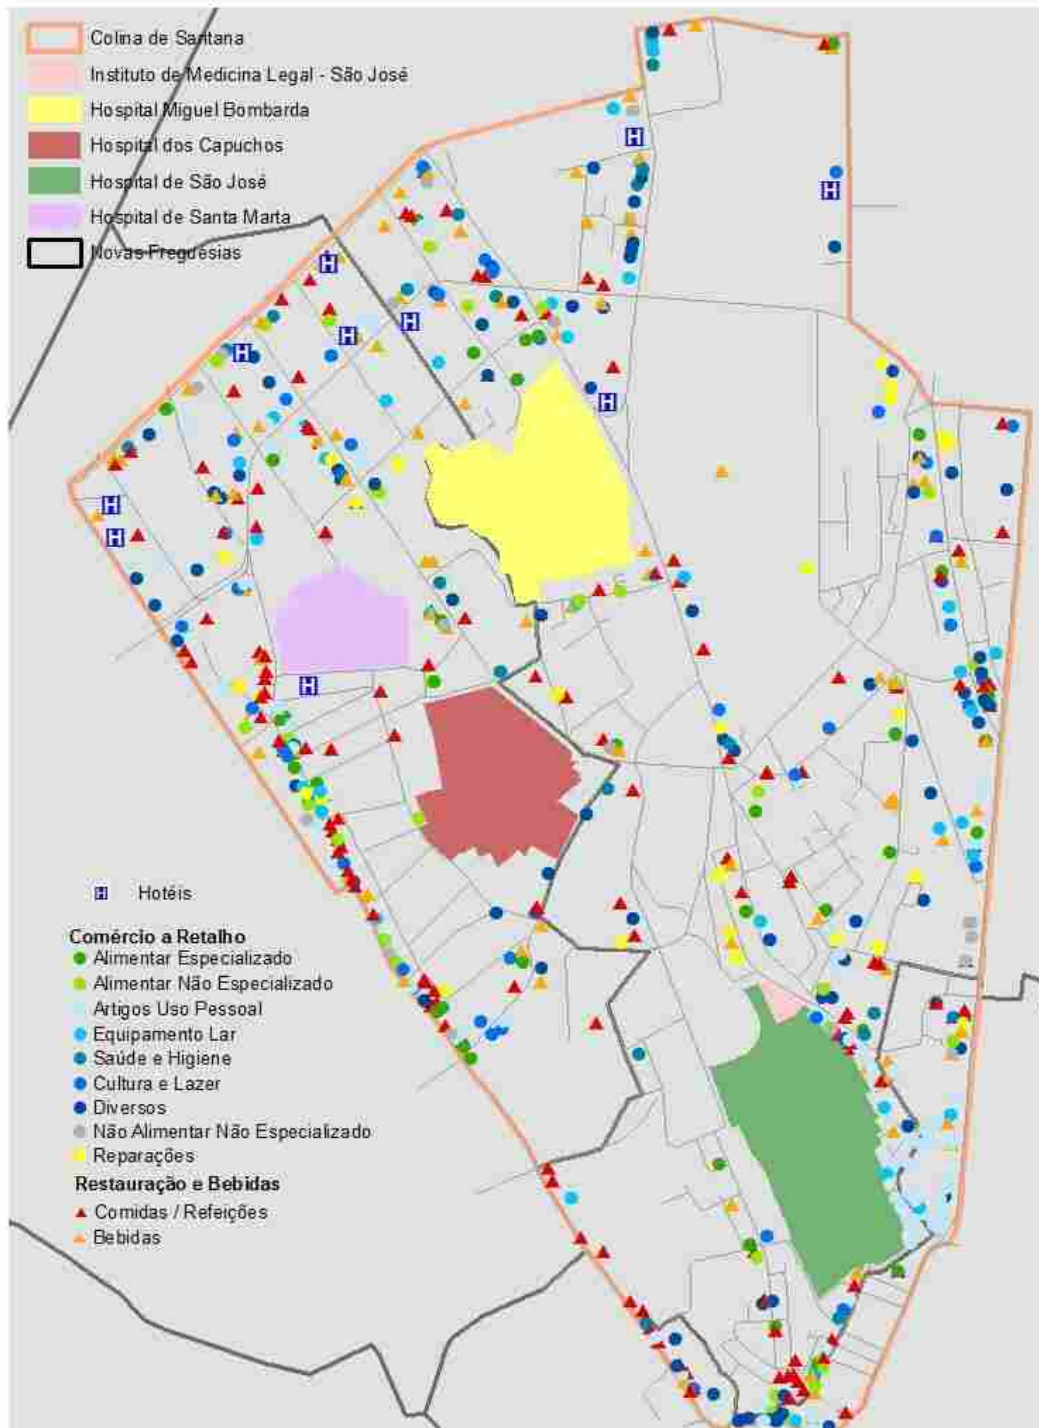 Colina de Santana
Instituto de Medicina Legal - São José
Hospital Miguel Bombarda
Hospital dos Capuchos
Hospital de São José
Hospital de Santa Marta
Novas Freguesias
H
H
H
H
H
H
H
H
H
H
H Hotéis
Comércio a Retalho
Alimentar Especializado
Alimentar Não Especializado
Artigos Uso Pessoal
Equipamento Lar
Saúde e Higiene
Cultura e Lazer
Diversos
Não Alimentar Não Especializado
Reparações
Restauração e Bebidas
Comidas / Refeições
Bebidas